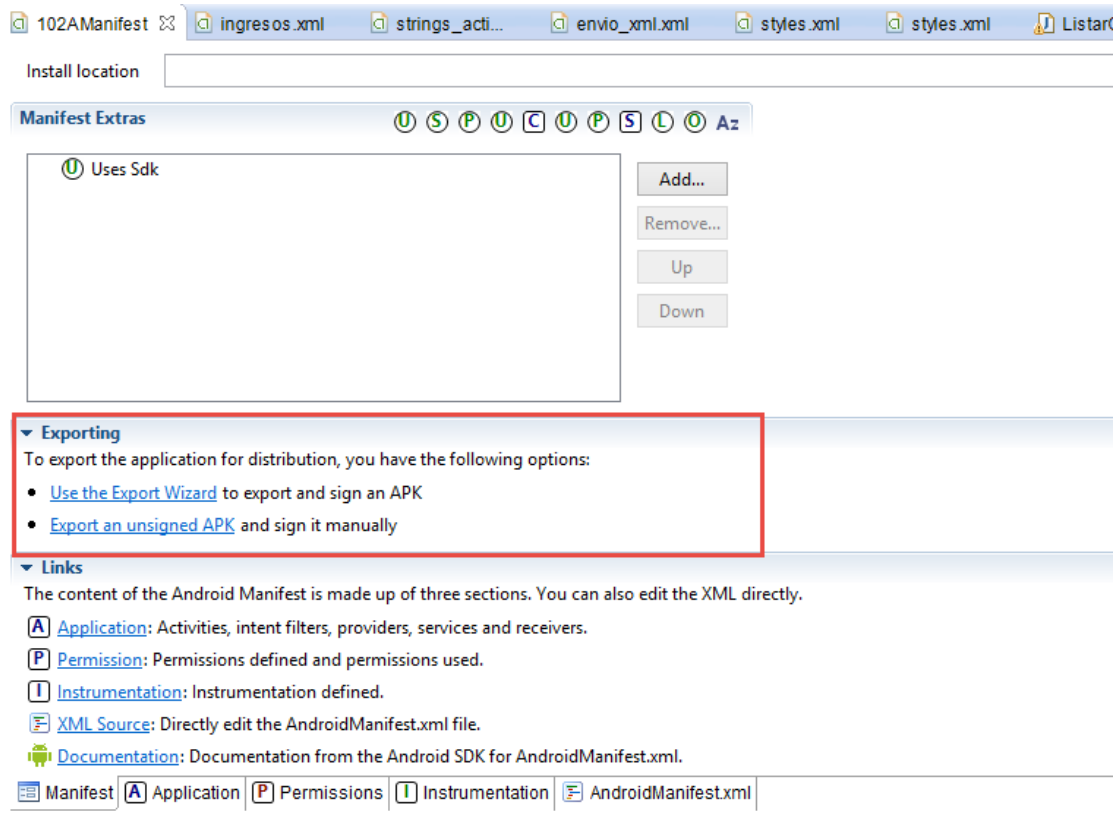 102AManifest ingresos.xml strings_acti... envio_xml.xml styles.xml styles.xml Listar
Install location
Manifest Extras U S P U C U P S L O Az
U Uses Sdk
Add...
Remove...
Up
Down
Exporting
To export the application for distribution, you have the following options:
• Use the Export Wizard to export and sign an APK
• Export an unsigned APK and sign it manually
Links
The content of the Android Manifest is made up of three sections. You can also edit the XML directly.
A Application: Activities, intent filters, providers, services and receivers.
P Permission: Permissions defined and permissions used.
I Instrumentation: Instrumentation defined.
XML Source: Directly edit the AndroidManifest.xml file.
Documentation: Documentation from the Android SDK for AndroidManifest.xml.
Manifest A Application P Permissions I Instrumentation AndroidManifest.xml